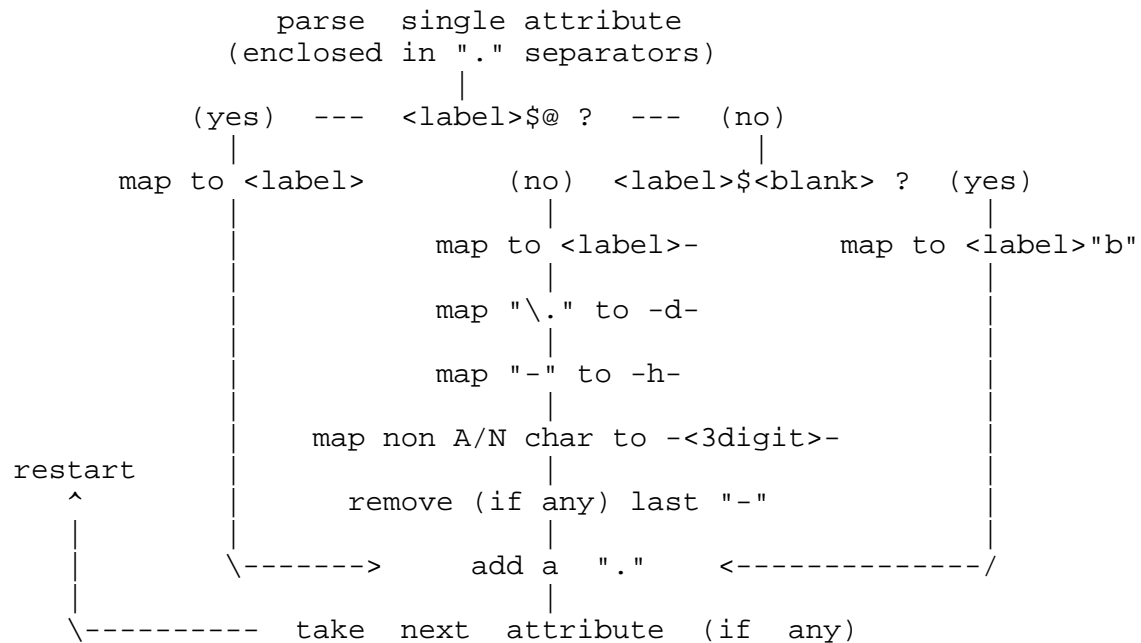 parse  single attribute
(enclosed in "." separators)
|
(yes)  ---  <label>$@ ?  ---  (no)
|                             |
map to <label>        (no)  <label>$<blank> ?  (yes)
|                 |                        |
|           map to <label>-        map to <label>"b"
|                 |                        |
|           map "\." to -d-                |
|                 |                        |
|           map "-" to -h-                 |
|                 |                        |
|    map non A/N char to -<3digit>-        |
restart      |                 |                        |
^         |      remove (if any) last "-"          |
|         |                 |                        |
|         \------->     add a  "."   <--------------/
|                           |
\----------  take  next  attribute  (if  any)